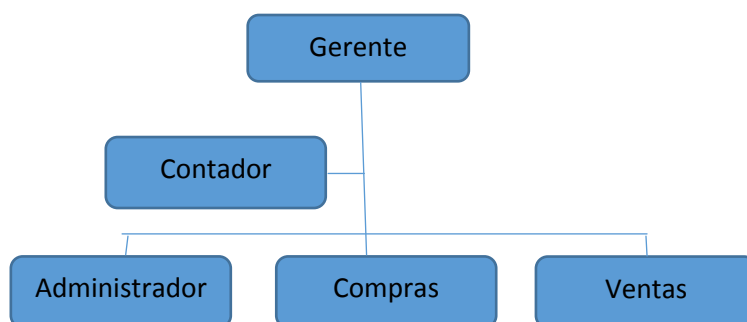 Gerente
Contador
Administrador
Compras
Ventas